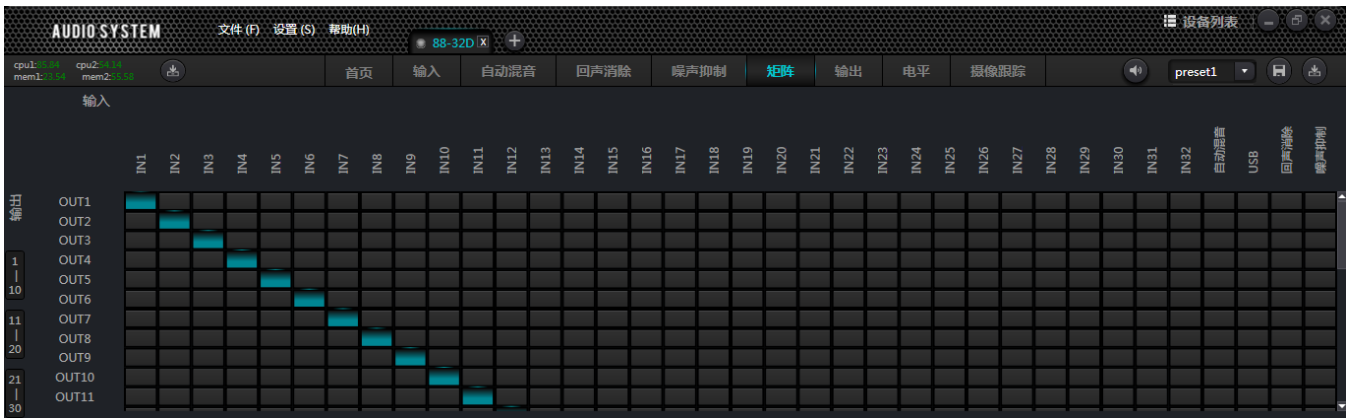 AUDIO SYSTEM 文件 (F) 设置 (S) 帮助(H) 88-32D X + 设备列表
cpu1:85.84 cpu2:54.14
mem1:23.54 mem2:55.58
首页 输入 自动混音 回声消除 噪声抑制 矩阵 输出 电平 摄像跟踪 preset1
输入
IN1 IN2 IN3 IN4 IN5 IN6 IN7 IN8 IN9 IN10 IN11 IN12 IN13 IN14 IN15 IN16 IN17 IN18 IN19 IN20 IN21 IN22 IN23 IN24 IN25 IN26 IN27 IN28 IN29 IN30 IN31 IN32 自动混音 USB 回声消除 噪声抑制
输出
OUT1
OUT2
OUT3
OUT4
OUT5
OUT6
OUT7
OUT8
OUT9
OUT10
OUT11
1
|
10
11
|
20
21
|
30